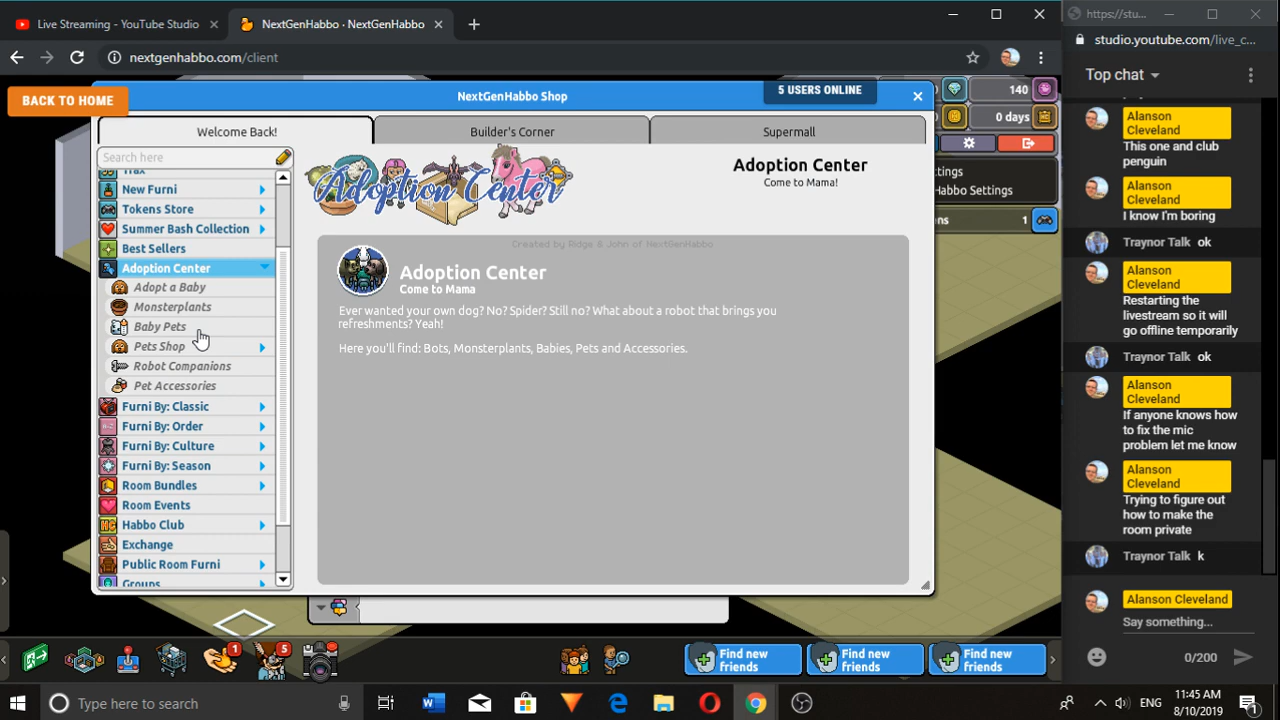 Live Streaming - YouTube Studio
NextGenHabbo · NextGenHabbo
nextgenhabbo.com/client
https://stu...
studio.youtube.com/live_c...
BACK TO HOME
NextGenHabbo Shop
5 USERS ONLINE
140
0 days
Welcome Back!
Builder's Corner
Supermall
Search here
Trax
New Furni
Tokens Store
Summer Bash Collection
Best Sellers
Adoption Center
Adopt a Baby
Monsterplants
Baby Pets
Pets Shop
Robot Companions
Pet Accessories
Furni By: Classic
Furni By: Order
Furni By: Culture
Furni By: Season
Room Bundles
Room Events
Habbo Club
Exchange
Public Room Furni
Groups
Adoption Center
Adoption Center
Come to Mama!
Created by Ridge & John of NextGenHabbo
Adoption Center
Come to Mama
Ever wanted your own dog? No? Spider? Still no? What about a robot that brings you
refreshments? Yeah!
Here you'll find: Bots, Monsterplants, Babies, Pets and Accessories.
ttings
Habbo Settings
ns 1
1
5
Find new
friends
Find new
friends
Find new
friends
Top chat
Alanson
Cleveland
This one and club
penguin
Alanson
Cleveland
I know I'm boring
Traynor Talk ok
Alanson
Cleveland
Restarting the
livestream so it will
go offline temporarily
Traynor Talk ok
Alanson
Cleveland
If anyone knows how
to fix the mic
problem let me know
Alanson
Cleveland
Trying to figure out
how to make the
room private
Traynor Talk k
Alanson Cleveland
Say something...
0/200
Type here to search
ENG
11:45 AM
8/10/2019
1